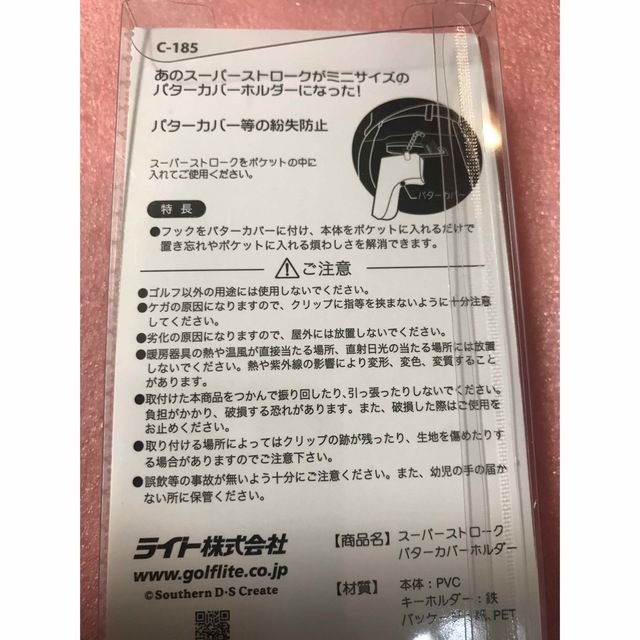 C-185
あのスーパーストロークがミニサイズの
パターカバーホルダーになった!
パターカバー等の紛失防止
スーパーストロークをポケットの中に
入れてご使用ください。
パターカバー
特長
●フックをパターカバーに付け、本体をポケットに入れるだけで
置き忘れやポケットに入れる煩わしさを解消できます。
ご注意
●ゴルフ以外の用途には使用しないでください。
●ケガの原因になりますので、クリップに指等を挟まないように十分注意
してください。
●劣化の原因になりますので、屋外には放置しないでください。
●暖房器具の熱や温風が直接当たる場所、直射日光の当たる場所には放置
しないでください。熱や紫外線の影響により変形、変色、変質すること
があります。
●取付けた本商品をつかんで振り回したり、引っ張ったりしないでください。
負担がかかり、破損する恐れがあります。また、破損した際はご使用を
お止めください。
●取り付ける場所によってはクリップの跡が残ったり、生地を傷めたりす
る場合がありますのでご注意下さい。
●誤飲等の事故が無いよう十分にご注意ください。また、幼児の手の届か
ない所に保管ください。
ライト株式会社
www.golflite.co.jp
©Southern D・S Create
【商品名】スーパーストローク
パターカバーホルダー
【材質】本体:PVC
キーホルダー:鉄
パッケージ:紙、PET